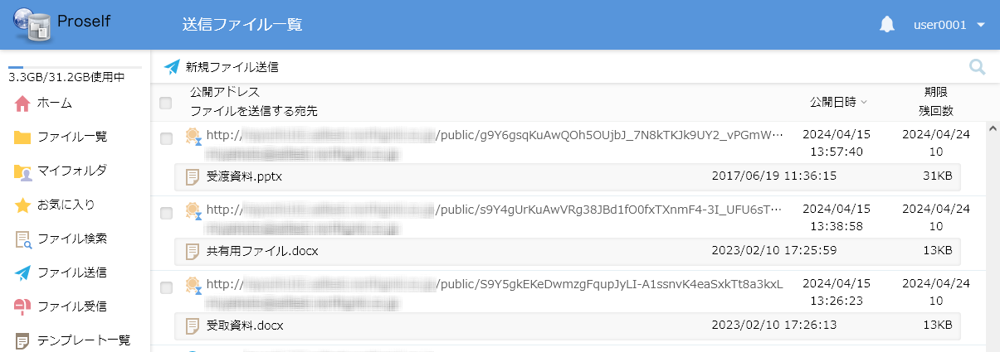 Proself
送信ファイル一覧
user0001
3.3GB/31.2GB使用中
ホーム
ファイル一覧
マイフォルダ
お気に入り
ファイル検索
ファイル送信
ファイル受信
テンプレート一覧
新規ファイル送信
公開アドレス
ファイルを送信する宛先
公開日時
期限
残回数
http:// /public/g9Y6gsqKuAwQOh5OUjbJ_7N8kTKJk9UY2_vPGmW…
2024/04/15
13:57:40
2024/04/24
10
受渡資料.pptx 2017/06/19 11:36:15 31KB
http:// /public/s9Y4gUrKuAwVRg38JBd1fO0fxTXnmF4-3I_UFU6sT…
2024/04/15
13:38:58
2024/04/24
10
共有用ファイル.docx 2023/02/10 17:25:59 13KB
http:// /public/S9Y5gkEKeDwmzgFqupJyLI-A1ssnvK4eaSxkTt8a3kxL
2024/04/15
13:26:23
2024/04/24
10
受取資料.docx 2023/02/10 17:26:13 13KB